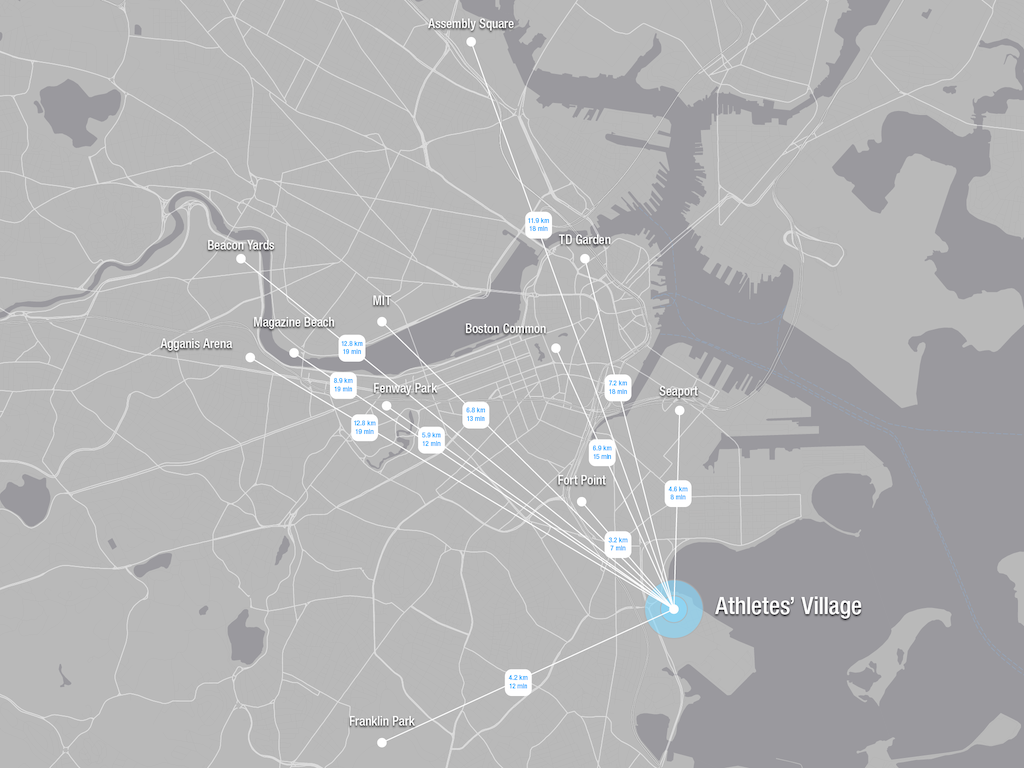 Assembly Square
11.9 km
18 min
TD Garden
Beacon Yards
MIT
Magazine Beach
Boston Common
Agganis Arena
12.8 km
19 min
8.9 km
19 min
Fenway Park
7.2 km
18 min
Seaport
12.8 km
19 min
6.8 km
13 min
5.9 km
12 min
6.9 km
15 min
Fort Point
4.6 km
8 min
3.2 km
7 min
Athletes’ Village
4.2 km
12 min
Franklin Park